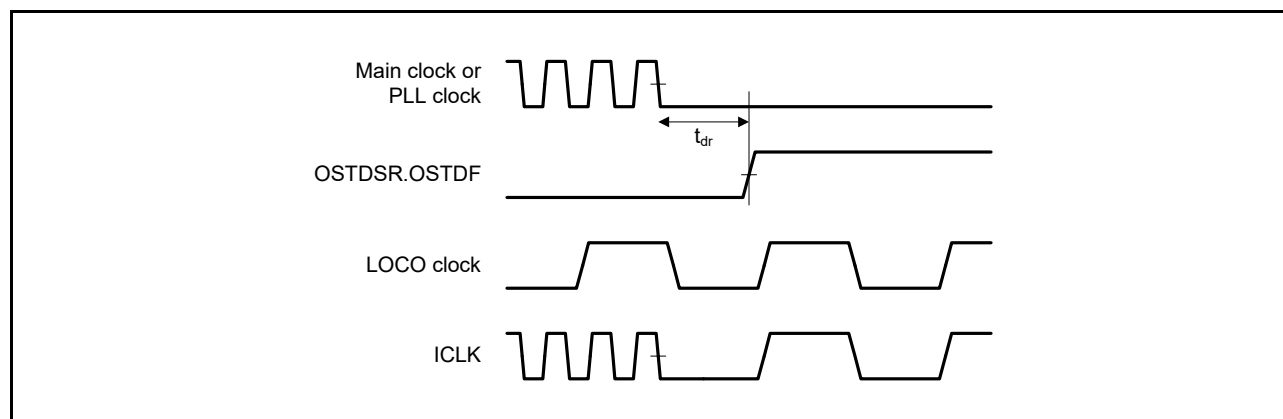 Main clock or
PLL clock
tdr
OSTDSR.OSTDF
LOCO clock
ICLK